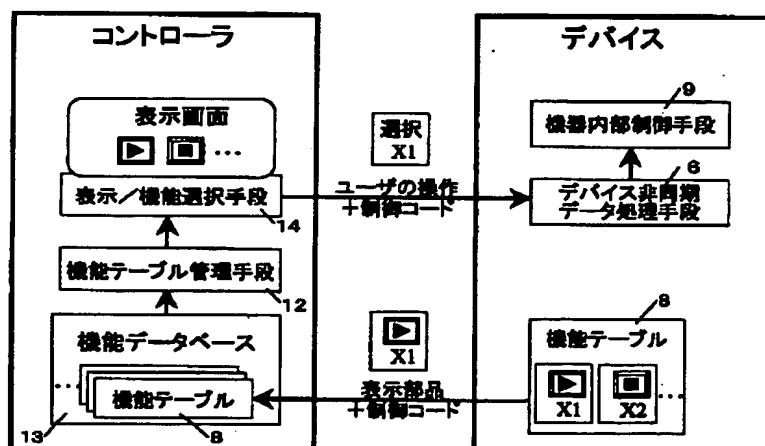 コントローラ
表示画面
…
表示／機能選択手段
14
機能テーブル管理手段
12
機能データベース
…
機能テーブル
13
8
選択
X1
ユーザの操作
＋制御コード
X1
表示部品
＋制御コード
デバイス
9
機器内部制御手段
6
デバイス非同期
データ処理手段
8
機能テーブル
X1
X2
…